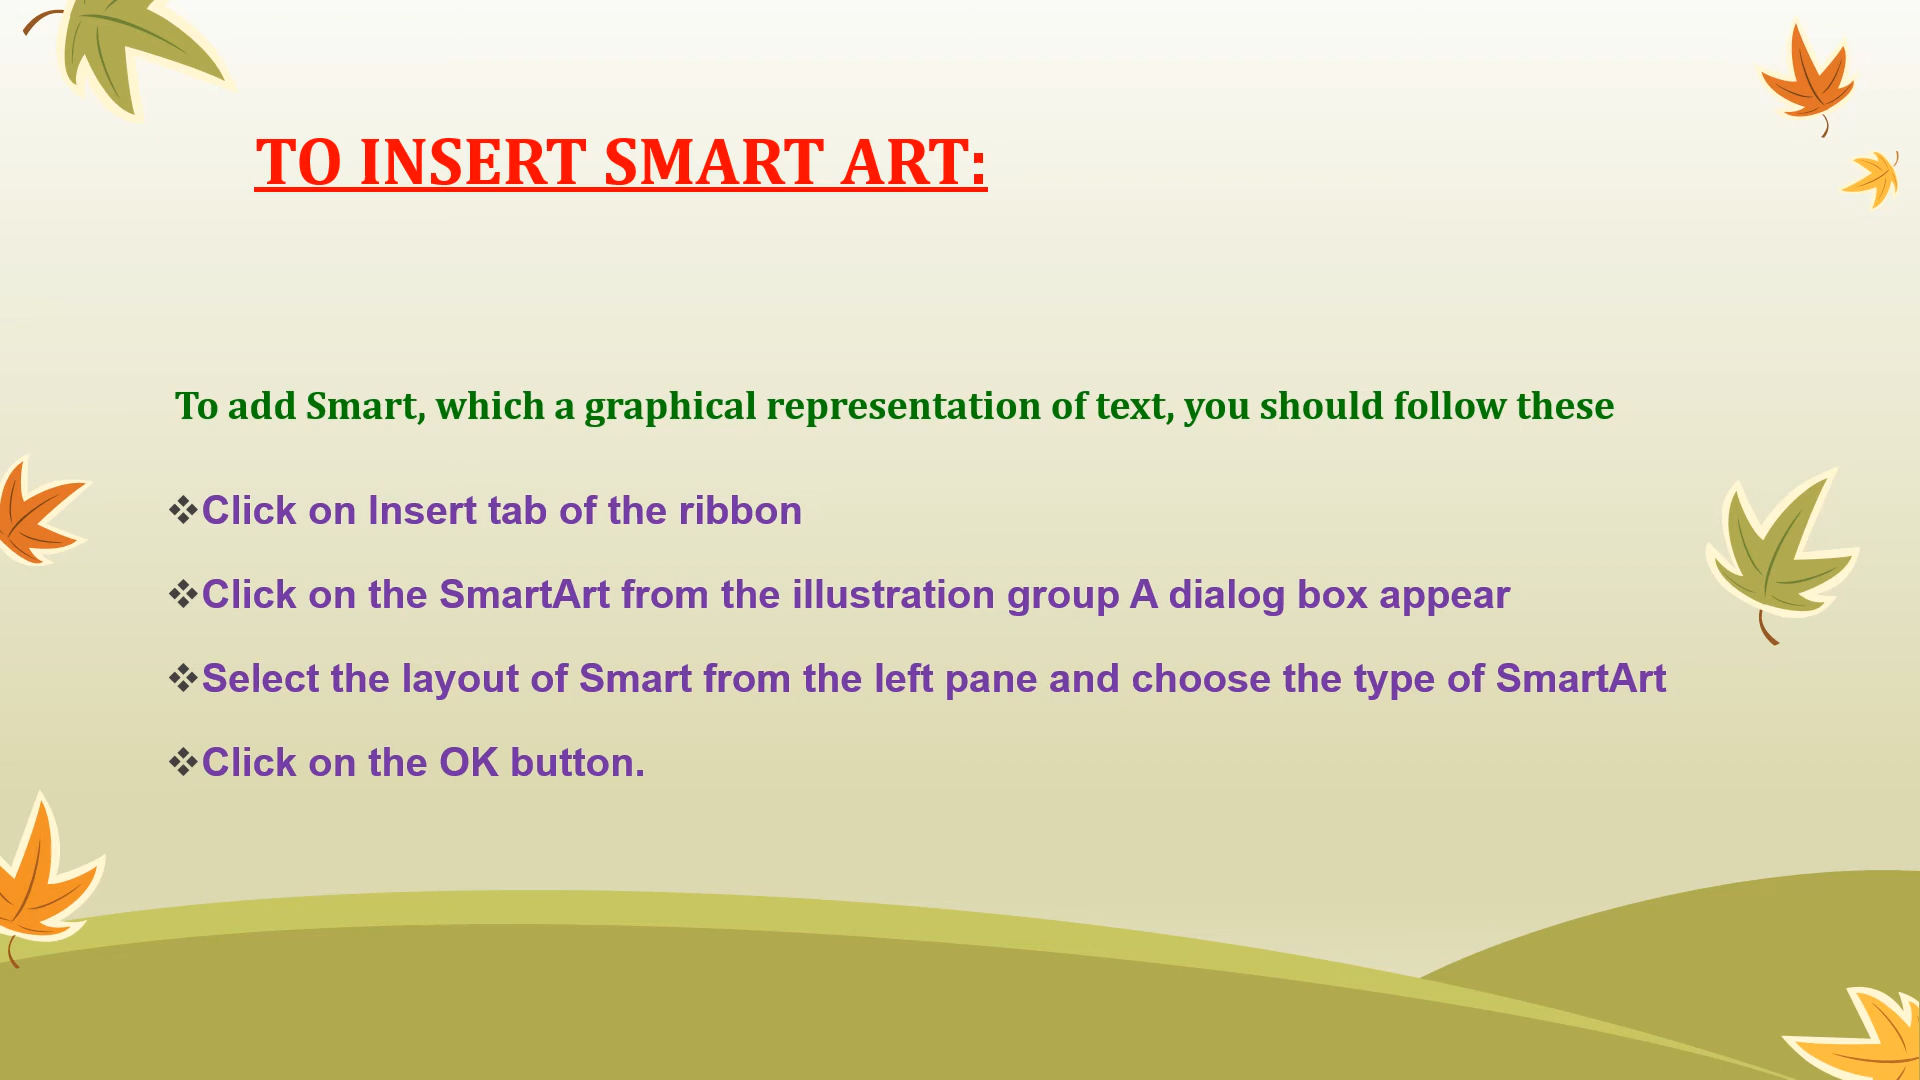 TO INSERT SMART ART:
To add Smart, which a graphical representation of text, you should follow these
❖Click on Insert tab of the ribbon
❖Click on the SmartArt from the illustration group A dialog box appear
❖Select the layout of Smart from the left pane and choose the type of SmartArt
❖Click on the OK button.